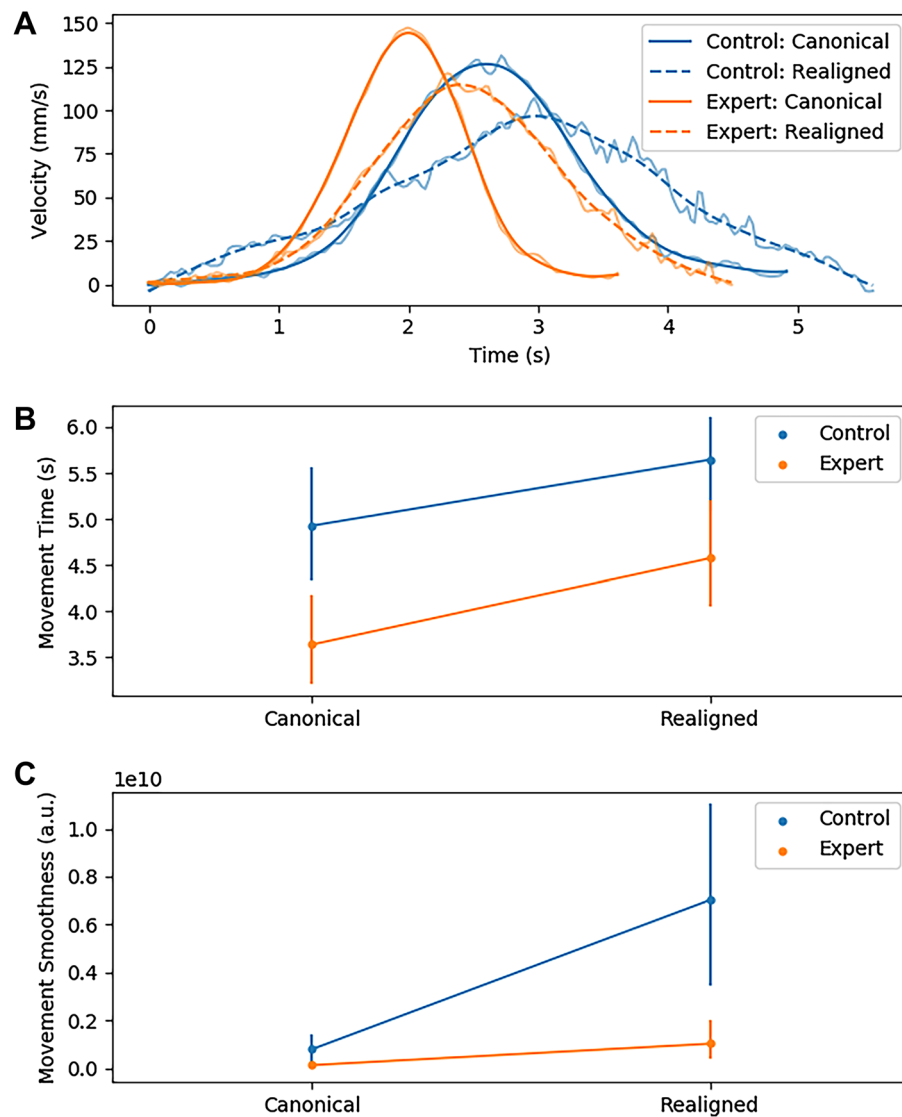 A
150
125
100
75
50
25
0
Velocity (mm/s)
Control: Canonical
Control: Realigned
Expert: Canonical
Expert: Realigned
0 1 2 3 4 5
Time (s)
B
6.0
5.5
5.0
4.5
4.0
3.5
Movement Time (s)
Control
Expert
Canonical Realigned
C
1e10
1.0
0.8
0.6
0.4
0.2
0.0
Movement Smoothness (a.u.)
Control
Expert
Canonical Realigned